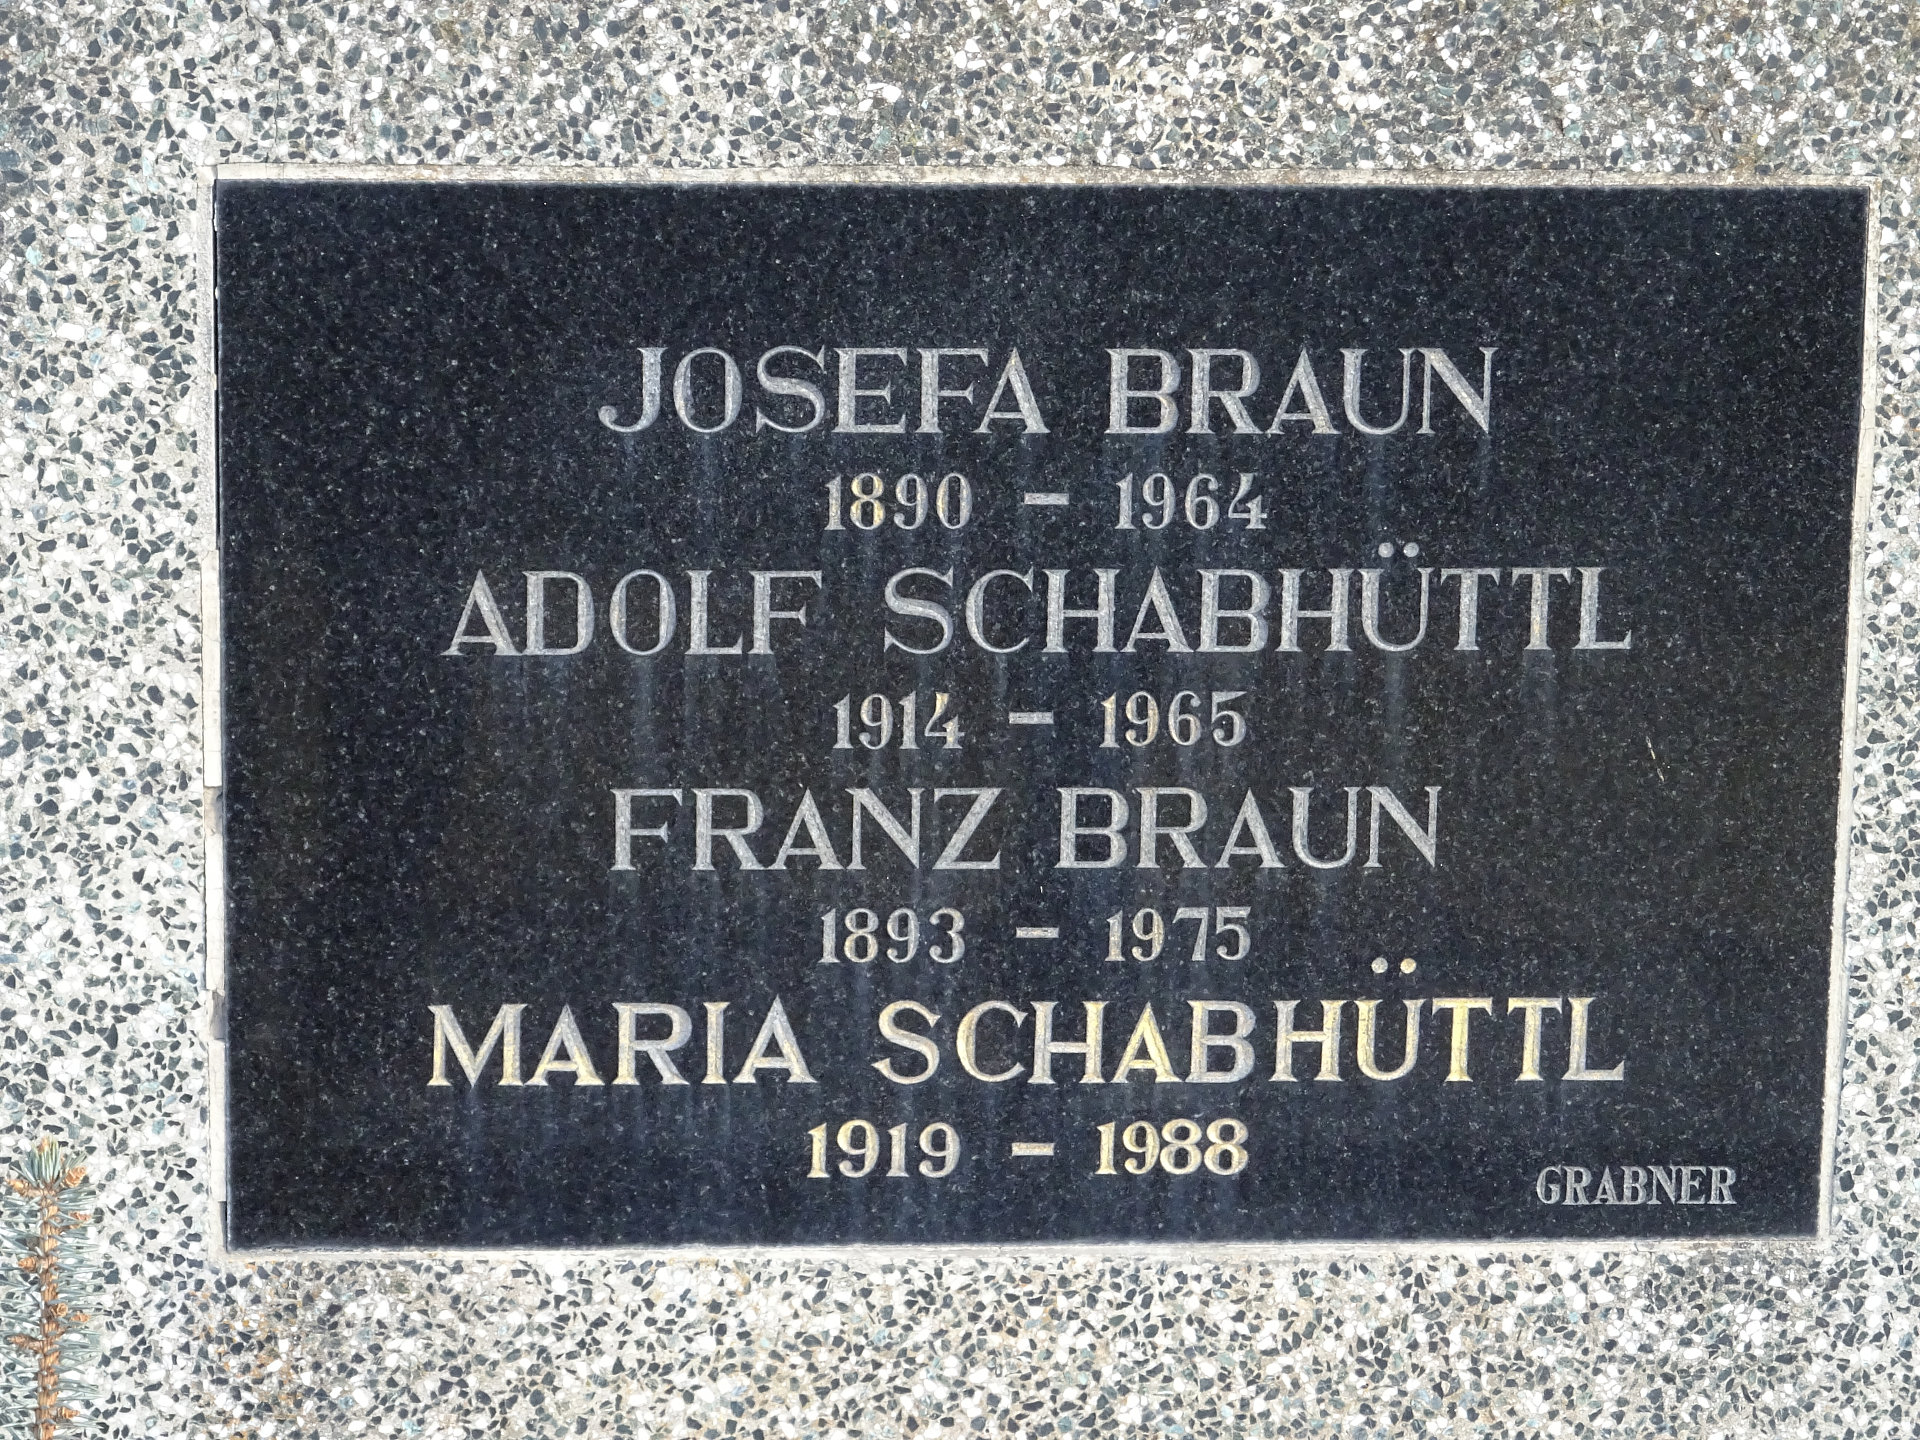 JOSEFA BRAUN
1890 - 1964
ADOLF SCHABHÜTTL
1914 - 1965
FRANZ BRAUN
1893 - 1975
MARIA SCHABHÜTTL
1919 - 1988
GRABNER